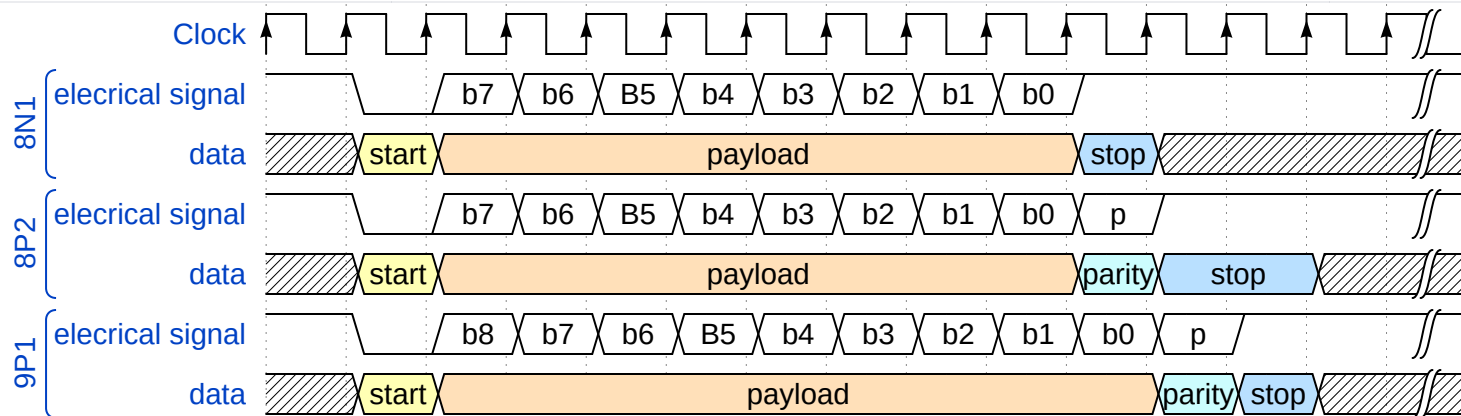 Clock
8N1
elecrical signal b7 b6 B5 b4 b3 b2 b1 b0
data start payload stop
8P2
elecrical signal b7 b6 B5 b4 b3 b2 b1 b0 p
data start payload parity stop
9P1
elecrical signal b8 b7 b6 B5 b4 b3 b2 b1 b0 p
data start payload parity stop